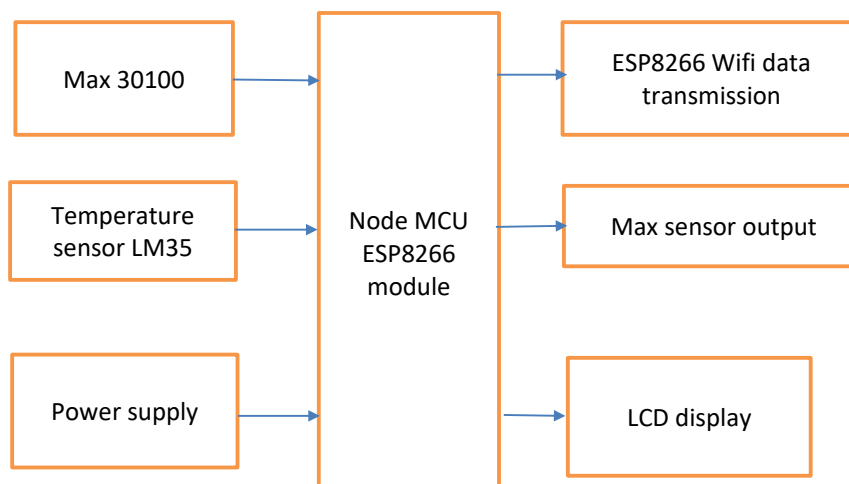 Max 30100
Temperature
sensor LM35
Power supply
Node MCU
ESP8266
module
ESP8266 Wifi data
transmission
Max sensor output
LCD display